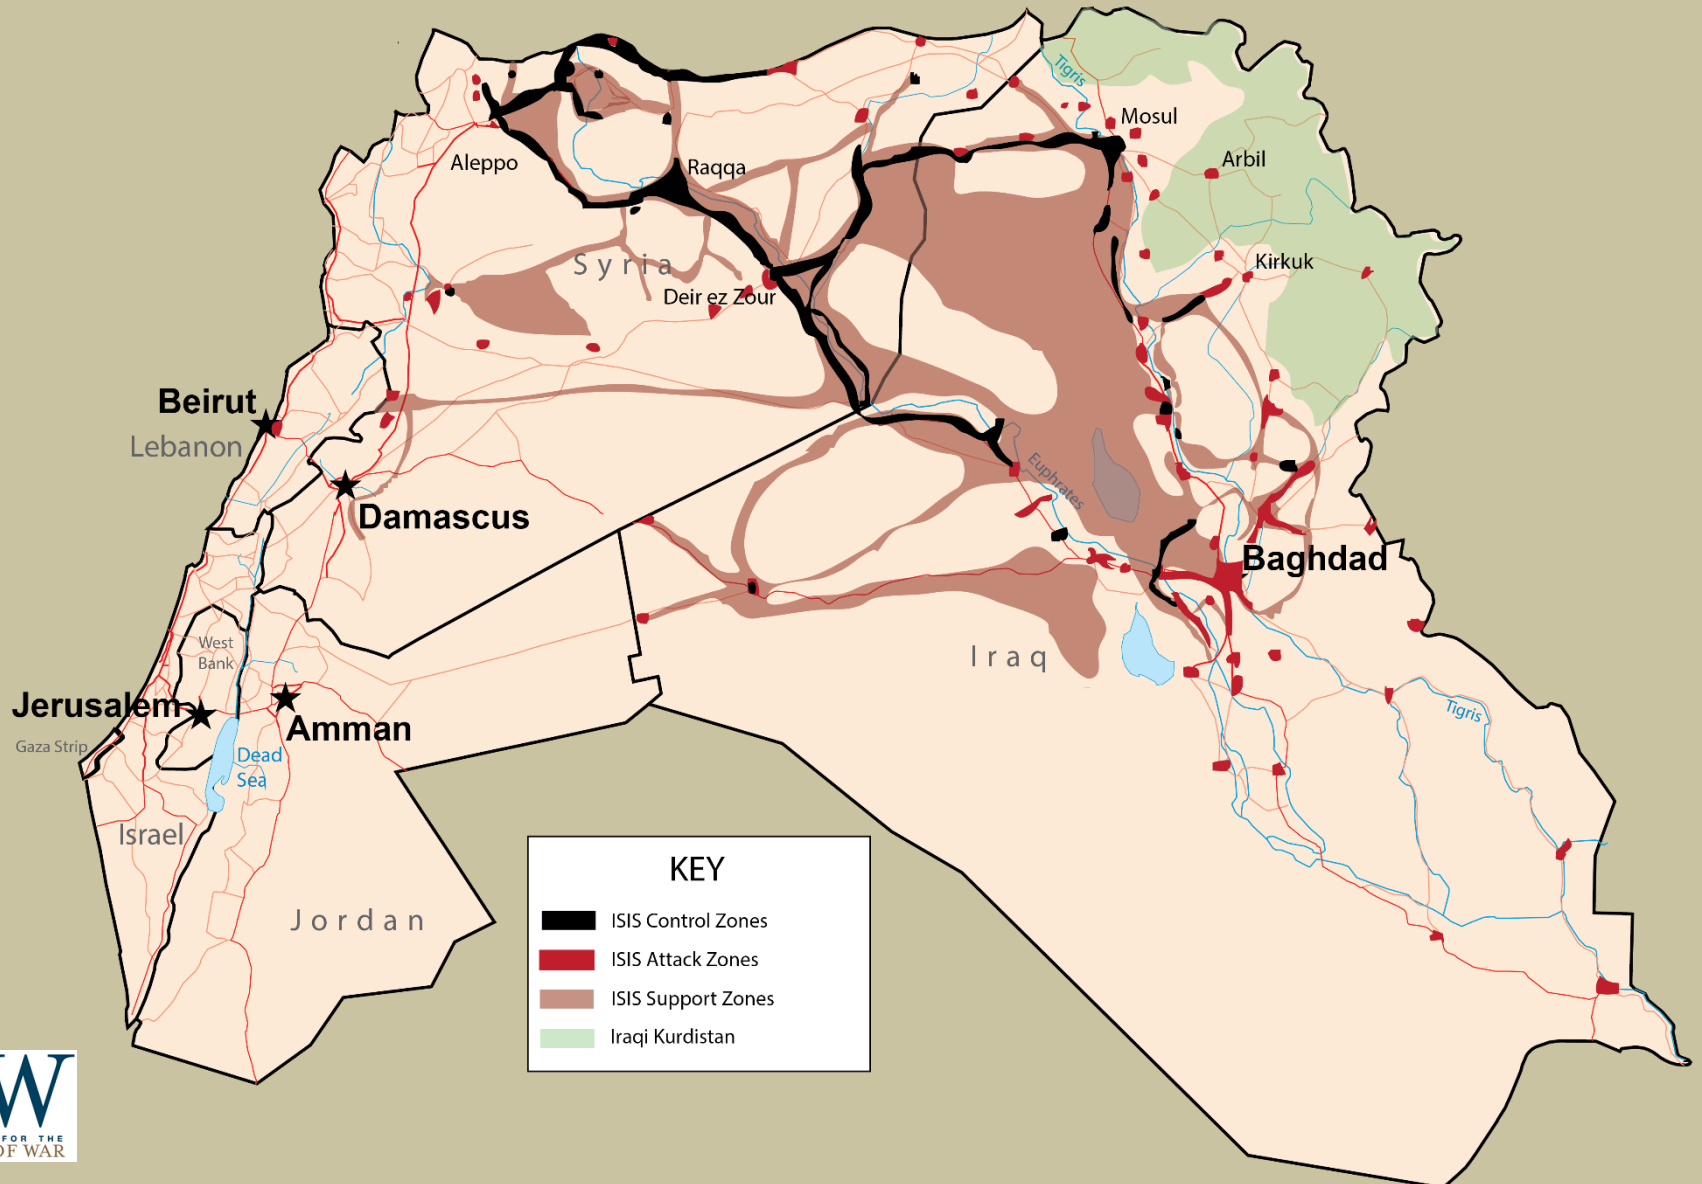 Tigris
Mosul
Aleppo
Raqqa
Arbil
Syria
Kirkuk
Deir ez Zour
Beirut
Lebanon
Euphrates
Damascus
Baghdad
West
Bank
Iraq
Jerusalem
Amman
Gaza Strip
Tigris
Dead
Sea
Israel
Jordan
KEY
ISIS Control Zones
ISIS Attack Zones
ISIS Support Zones
Iraqi Kurdistan
W
FOR THE
OF WAR